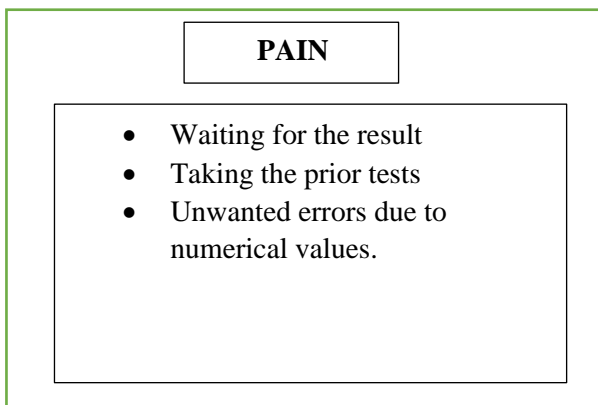 PAIN
• Waiting for the result
• Taking the prior tests
• Unwanted errors due to
numerical values.